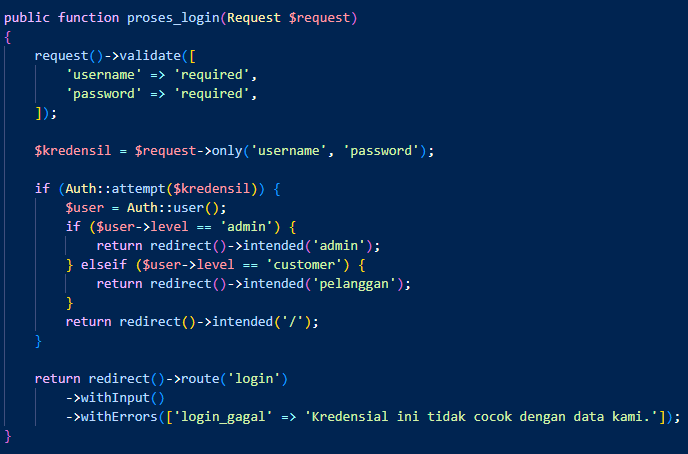 public function proses_login(Request $request)
{
    request()->validate([
        'username' => 'required',
        'password' => 'required',
    ]);

    $kredensil = $request->only('username', 'password');

    if (Auth::attempt($kredensil)) {
        $user = Auth::user();
        if ($user->level == 'admin') {
            return redirect()->intended('admin');
        } elseif ($user->level == 'customer') {
            return redirect()->intended('pelanggan');
        }
        return redirect()->intended('/');
    }

    return redirect()->route('login')
        ->withInput()
        ->withErrors(['login_gagal' => 'Kredensial ini tidak cocok dengan data kami.']);
}